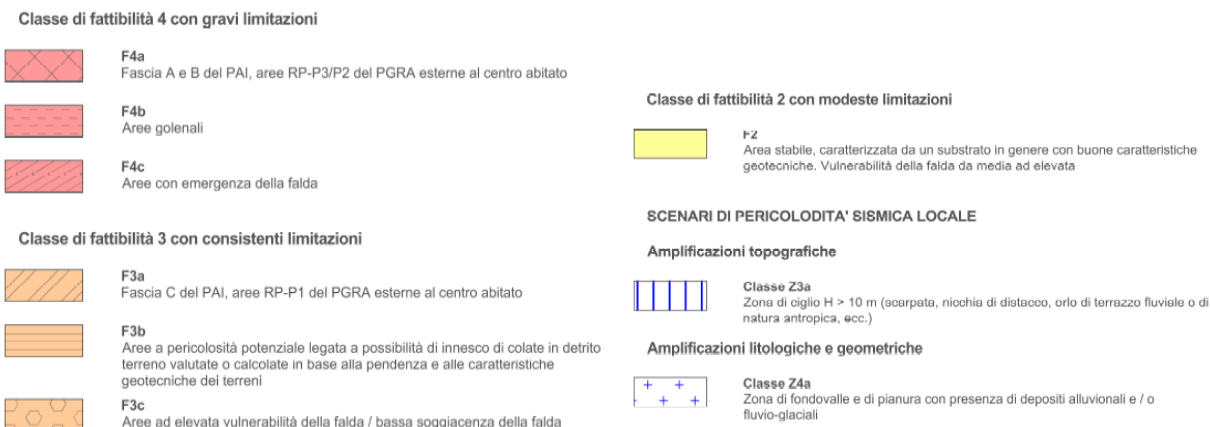 Classe di fattibilità 4 con gravi limitazioni
F4a
Fascia A e B del PAI, aree RP-P3/P2 del PGRA esterne al centro abitato
F4b
Aree golenali
F4c
Aree con emergenza della falda
Classe di fattibilità 3 con consistenti limitazioni
F3a
Fascia C del PAI, aree RP-P1 del PGRA esterne al centro abitato
F3b
Aree a pericolosità potenziale legata a possibilità di innesco di colate in detrito
terreno valutate o calcolate in base alla pendenza e alle caratteristiche
geotecniche dei terreni
F3c
Aree ad elevata vulnerabilità della falda / bassa soggiacenza della falda
Classe di fattibilità 2 con modeste limitazioni
F2
Area stabile, caratterizzata da un substrato in genere con buone caratteristiche
geotecniche. Vulnerabilità della falda da media ad elevata
SCENARI DI PERICOLODITA' SISMICA LOCALE
Amplificazioni topografiche
Classe Z3a
Zona di ciglio H > 10 m (scarpata, nicchia di distacco, orlo di terrazzo fluviale o di
natura antropica, ecc.)
Amplificazioni litologiche e geometriche
Classe Z4a
Zona di fondovalle e di pianura con presenza di depositi alluvionali e / o
fluvio-glaciali